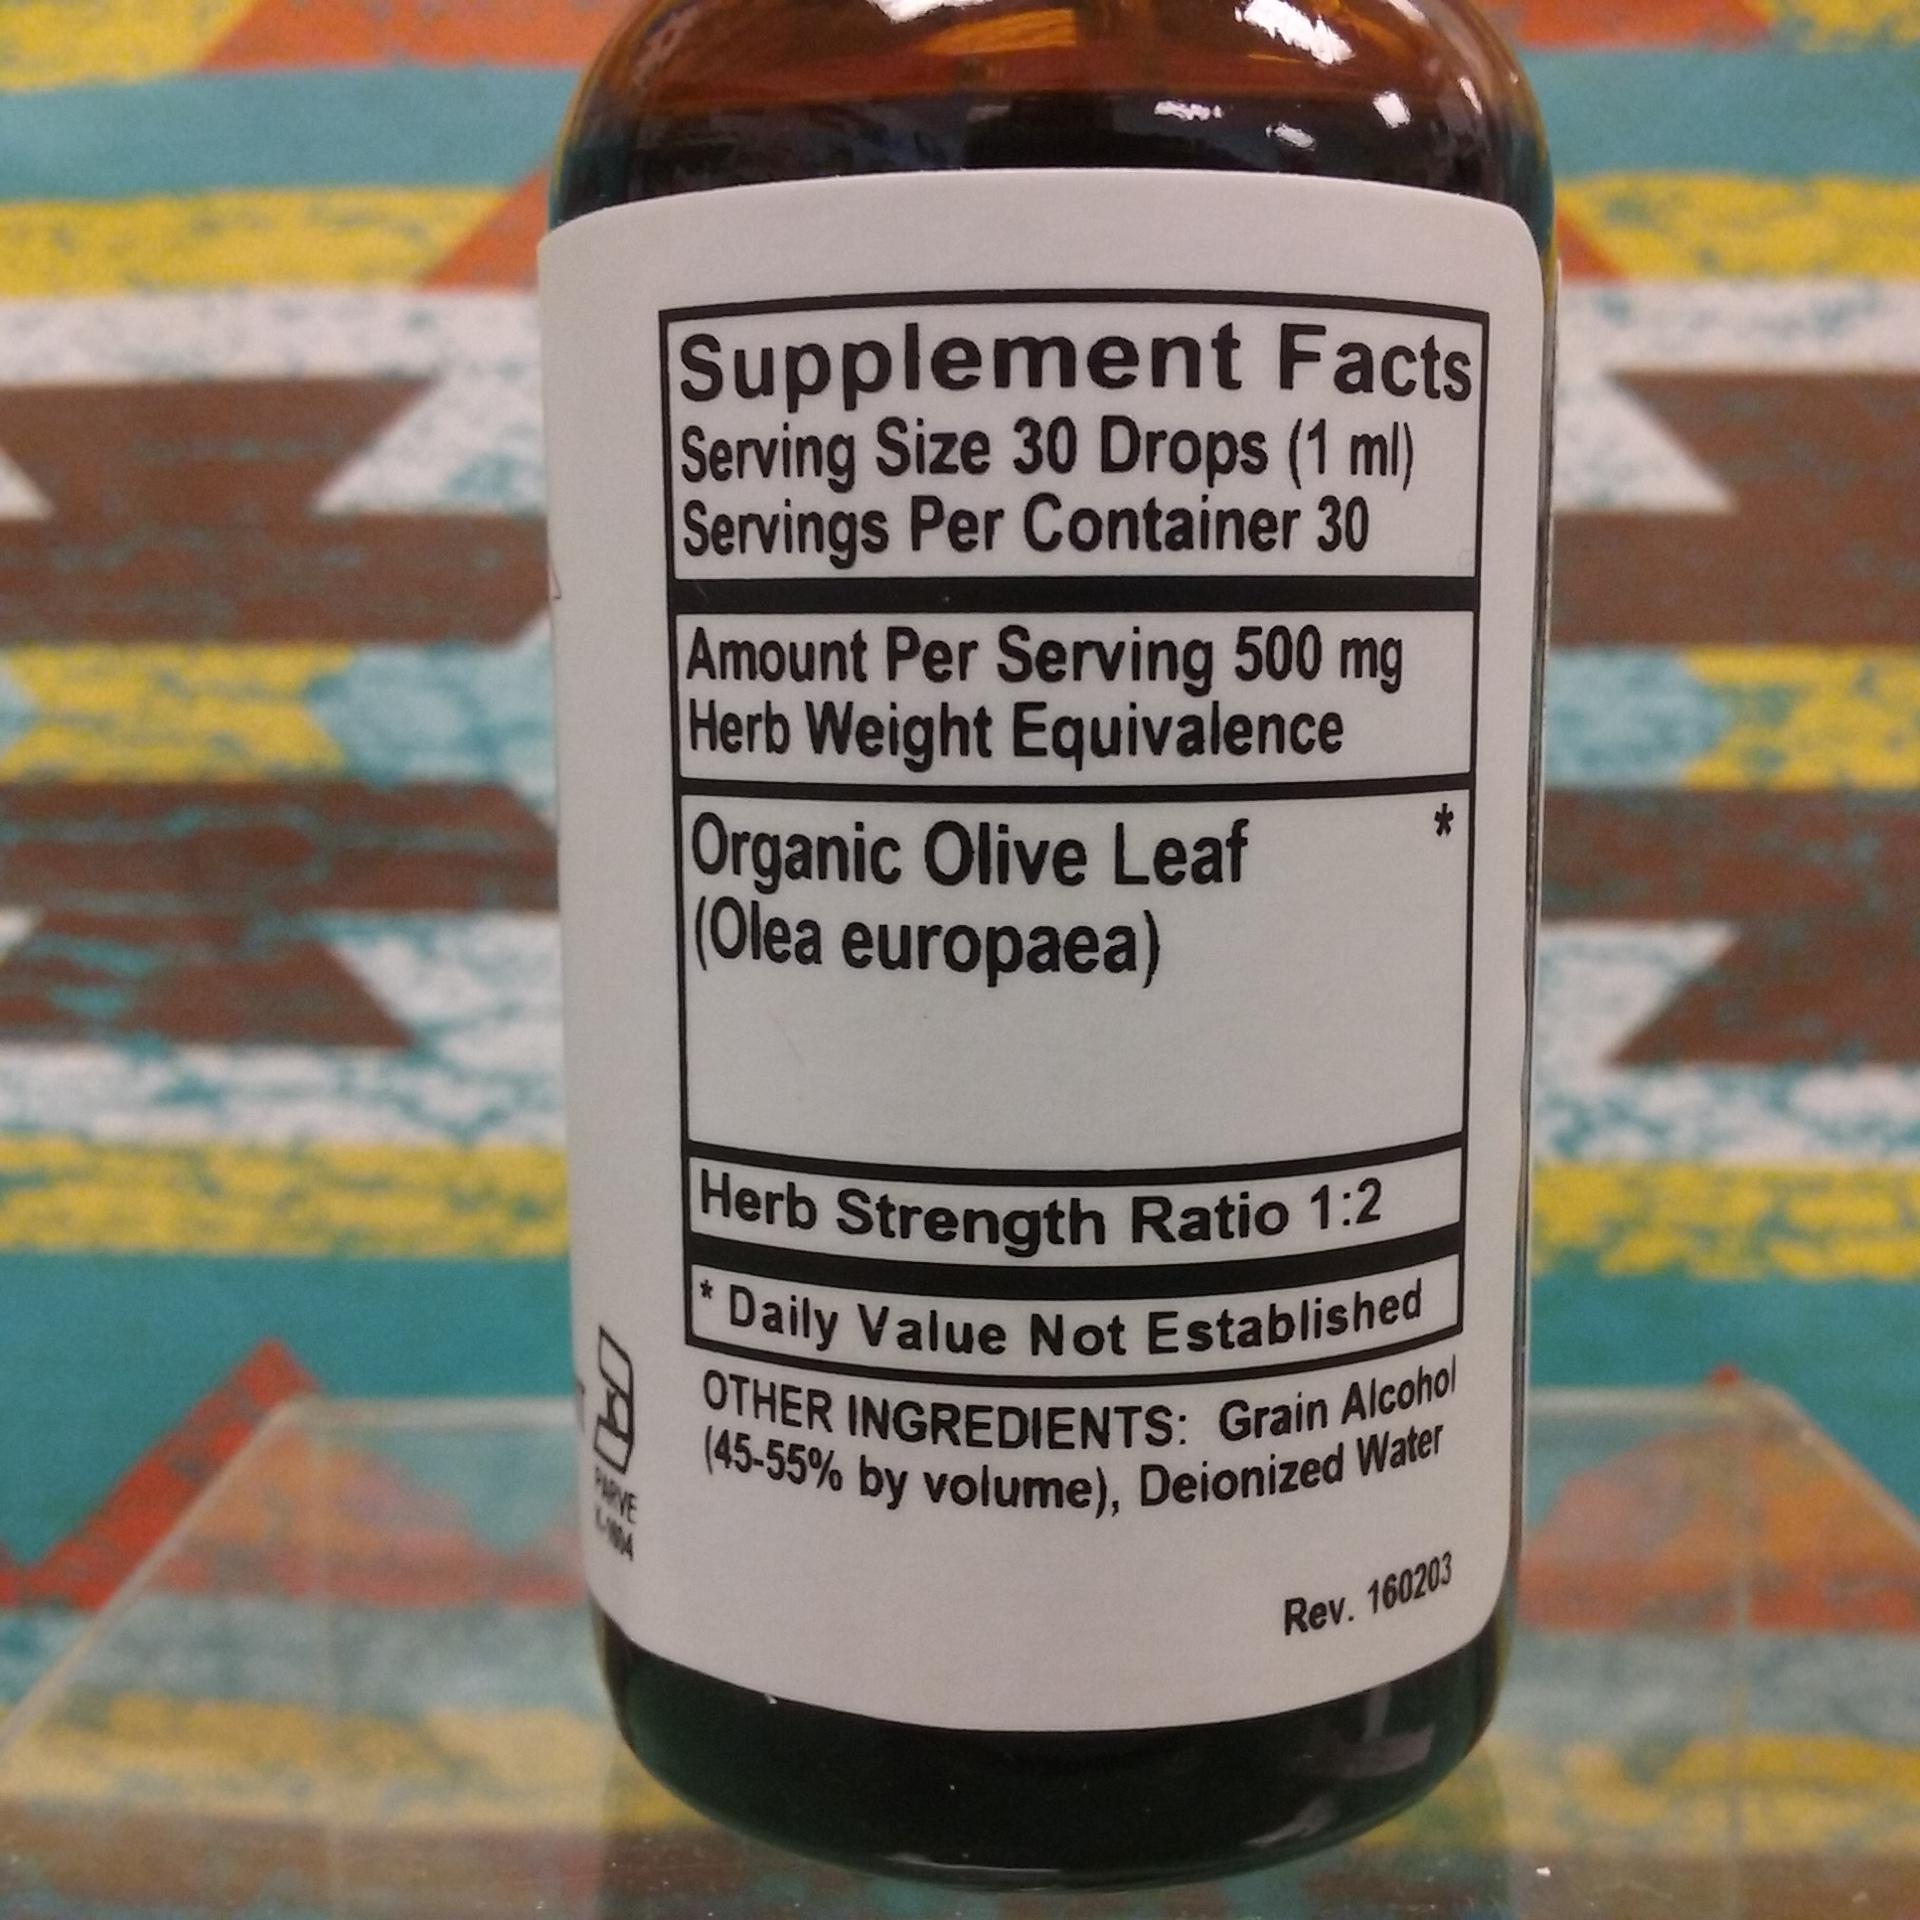 Supplement Facts
Serving Size 30 Drops (1 ml)
Servings Per Container 30
Amount Per Serving 500 mg
Herb Weight Equivalence
Organic Olive Leaf *
(Olea europaea)
Herb Strength Ratio 1:2
* Daily Value Not Established
OTHER INGREDIENTS: Grain Alcohol
(45-55% by volume), Deionized Water
PARVE
Rev. 160203